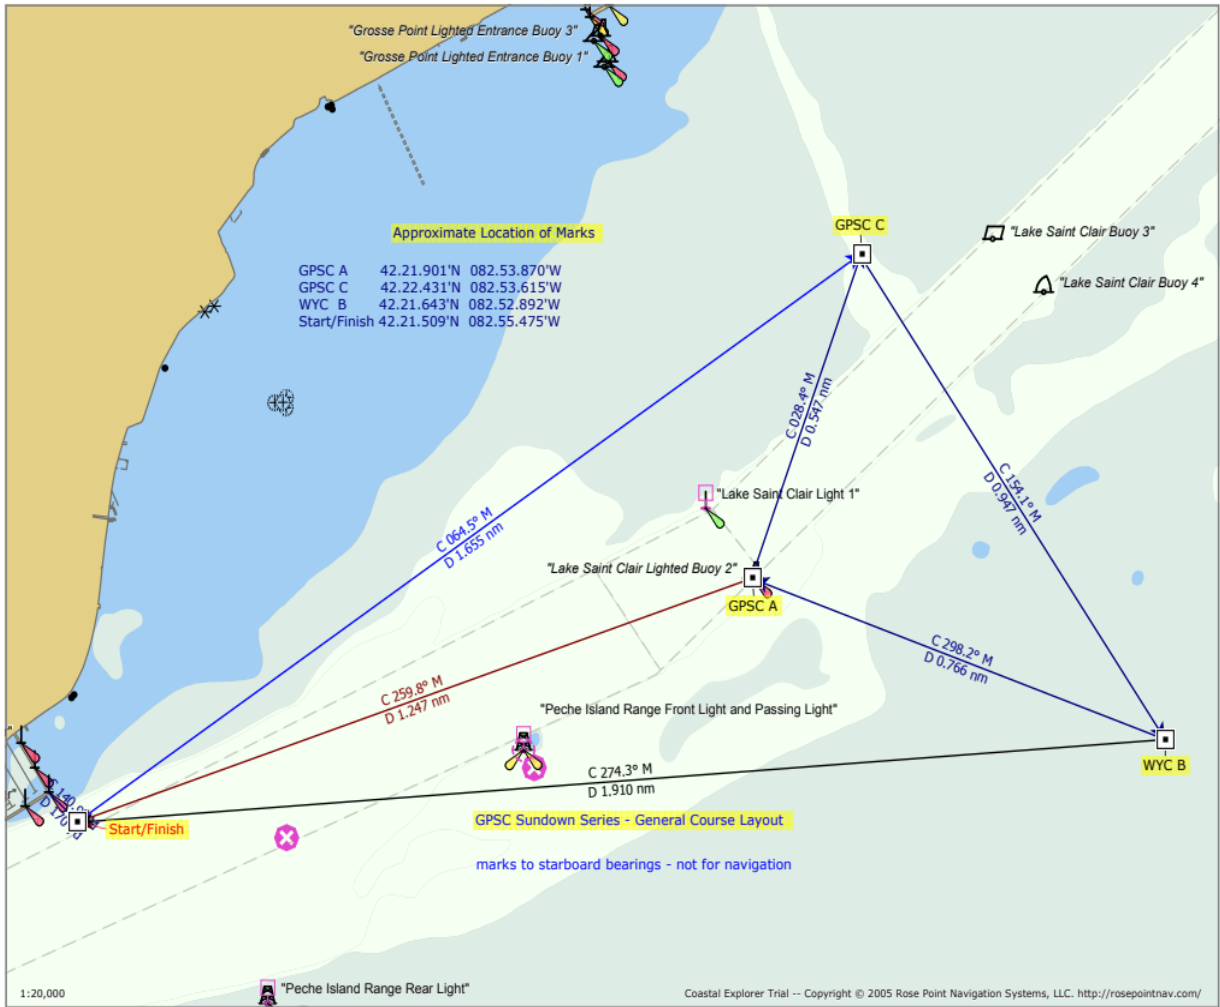 "Grosse Point Lighted Entrance Buoy 3"
"Grosse Point Lighted Entrance Buoy 1"
Approximate Location of Marks
GPSC A 42.21.901'N 082.53.870'W
GPSC C 42.22.431'N 082.53.615'W
WYC B 42.21.643'N 082.52.892'W
Start/Finish 42.21.509'N 082.55.475'W
GPSC C
"Lake Saint Clair Buoy 3"
"Lake Saint Clair Buoy 4"
C 028.4° M
D 0.547 nm
C 154.1° M
D 0.947 nm
C 064.5° M
D 1.655 nm
"Lake Saint Clair Light 1"
"Lake Saint Clair Lighted Buoy 2"
GPSC A
C 298.2° M
D 0.766 nm
C 259.8° M
D 1.247 nm
"Peche Island Range Front Light and Passing Light"
WYC B
C 274.3° M
D 1.910 nm
Start/Finish
GPSC Sundown Series - General Course Layout
marks to starboard bearings - not for navigation
"Peche Island Range Rear Light"
1:20,000
Coastal Explorer Trial -- Copyright © 2005 Rose Point Navigation Systems, LLC. http://rosepointnav.com/